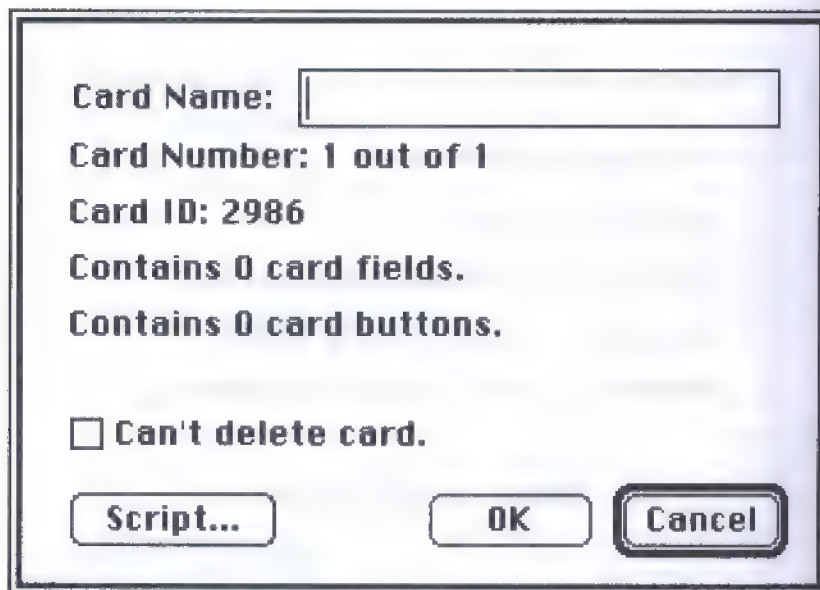 Card Name:
Card Number: 1 out of 1
Card ID: 2986
Contains 0 card fields.
Contains 0 card buttons.
Can't delete card.
Script... OK Cancel